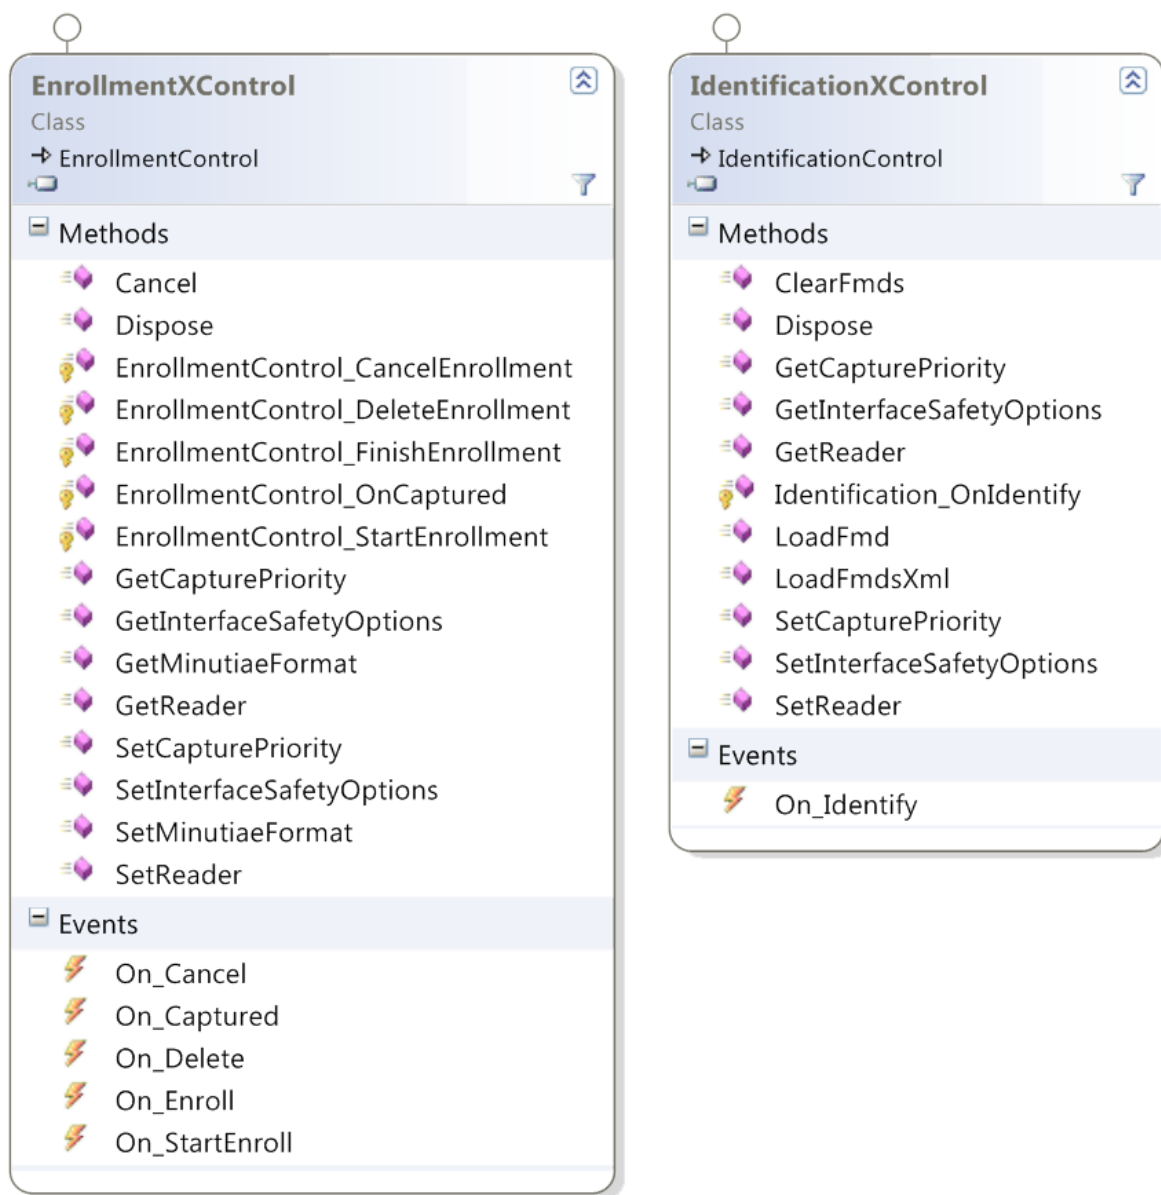 EnrollmentXControl
Class
EnrollmentControl
Methods
Cancel
Dispose
EnrollmentControl_CancelEnrollment
EnrollmentControl_DeleteEnrollment
EnrollmentControl_FinishEnrollment
EnrollmentControl_OnCaptured
EnrollmentControl_StartEnrollment
GetCapturePriority
GetInterfaceSafetyOptions
GetMinutiaeFormat
GetReader
SetCapturePriority
SetInterfaceSafetyOptions
SetMinutiaeFormat
SetReader
Events
On_Cancel
On_Captured
On_Delete
On_Enroll
On_StartEnroll
IdentificationXControl
Class
IdentificationControl
Methods
ClearFmds
Dispose
GetCapturePriority
GetInterfaceSafetyOptions
GetReader
Identification_OnIdentify
LoadFmd
LoadFmdsXml
SetCapturePriority
SetInterfaceSafetyOptions
SetReader
Events
On_Identify